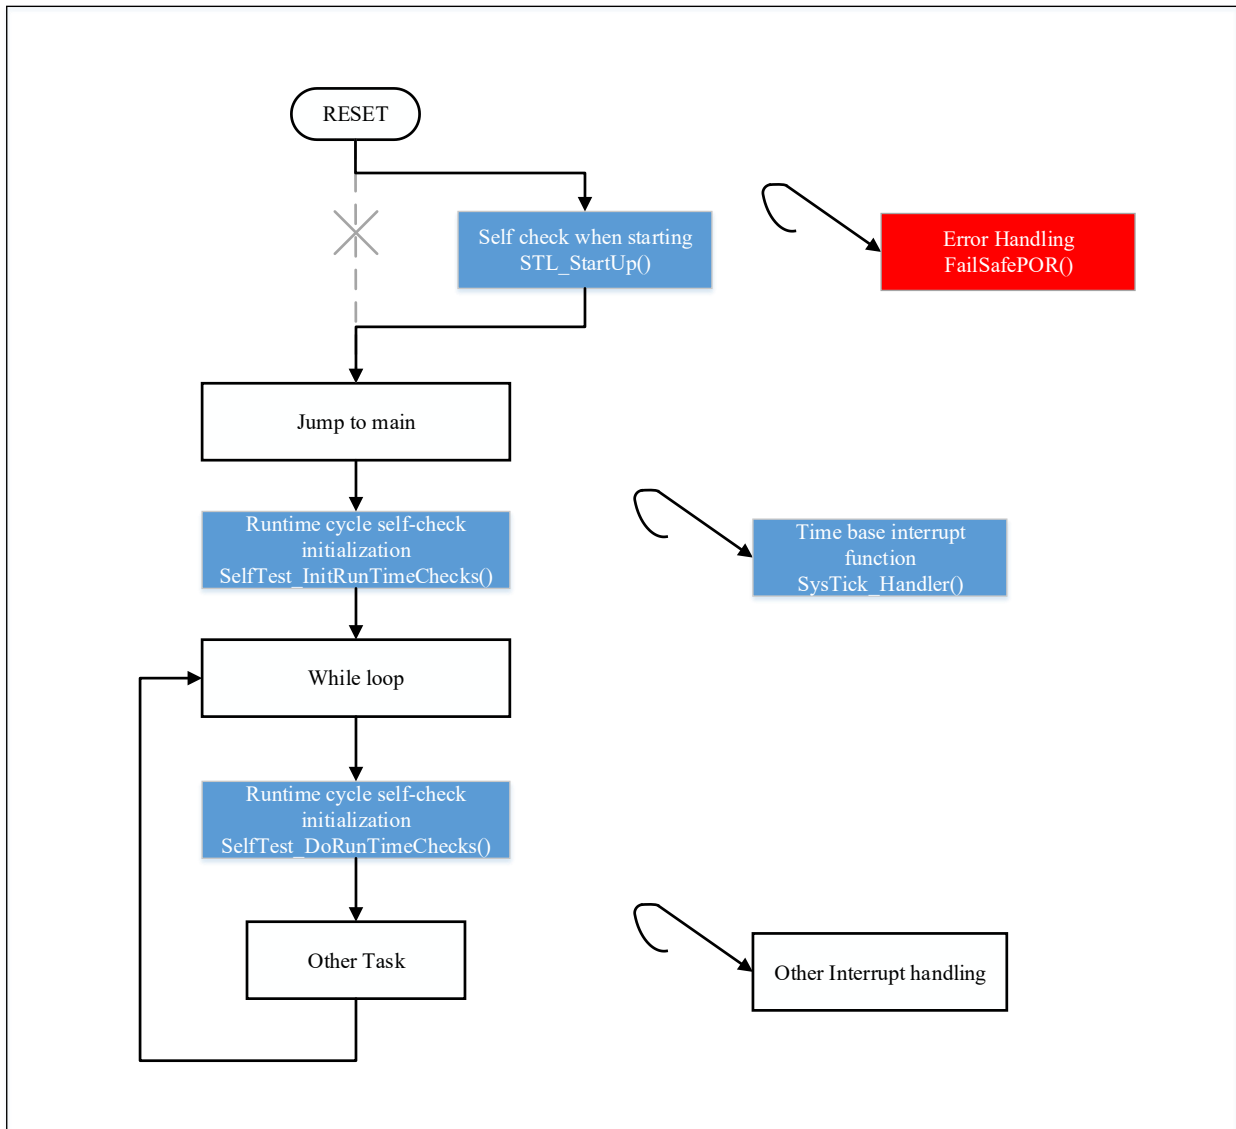 RESET
Self check when starting
STL_StartUp()
Error Handling
FailSafePOR()
Jump to main
Runtime cycle self-check
initialization
SelfTest_InitRunTimeChecks()
Time base interrupt
function
SysTick_Handler()
While loop
Runtime cycle self-check
initialization
SelfTest_DoRunTimeChecks()
Other Task
Other Interrupt handling